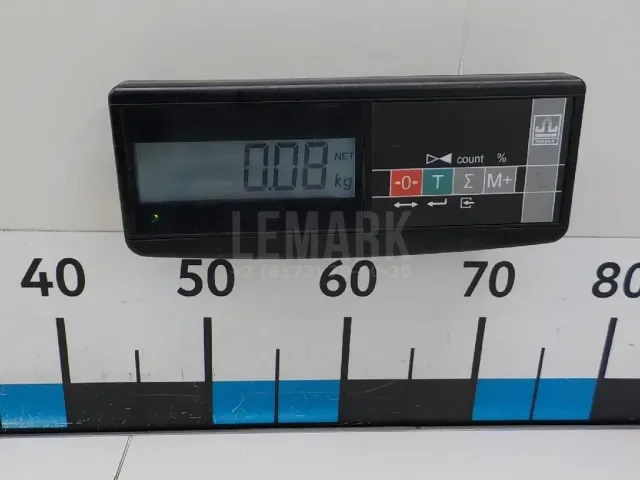 0.08 NET kg
count %
→0← T Σ M+
LEMARK
40 50 60 70 80